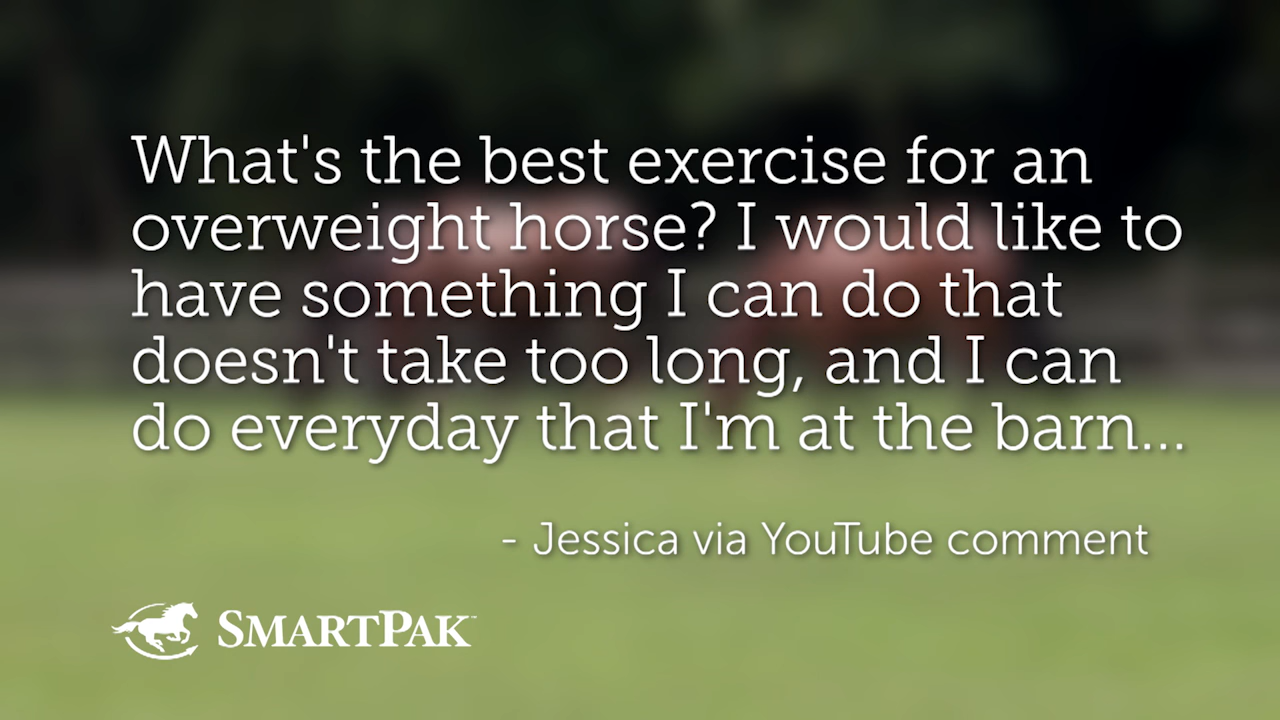 What's the best exercise for an
overweight horse? I would like to
have something I can do that
doesn't take too long, and I can
do everyday that I'm at the barn...
- Jessica via YouTube comment
SMARTPAK™